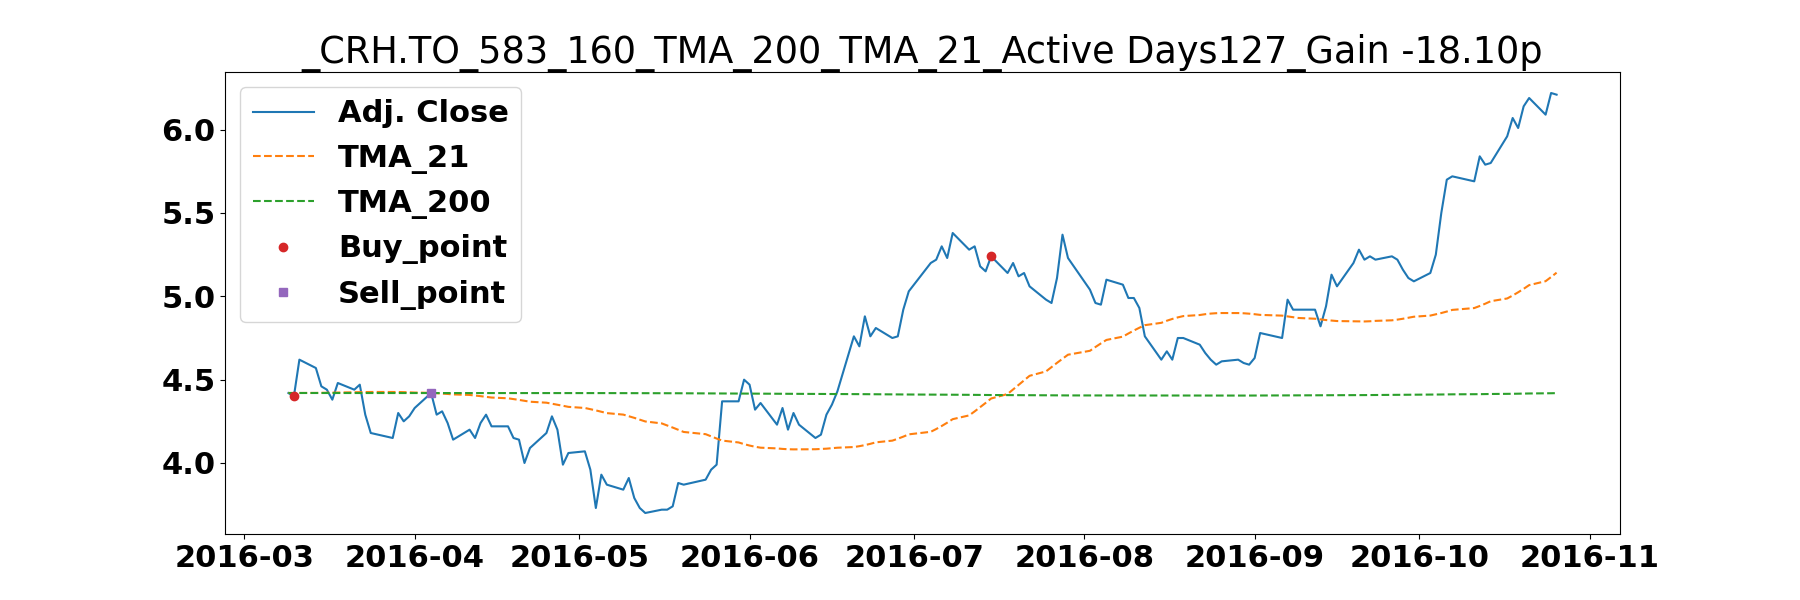 _CRH.TO_583_160_TMA_200_TMA_21_Active Days127_Gain -18.10p
Adj. Close
TMA_21
TMA_200
Buy_point
Sell_point
6.0
5.5
5.0
4.5
4.0
2016-03 2016-04 2016-05 2016-06 2016-07 2016-08 2016-09 2016-10 2016-11